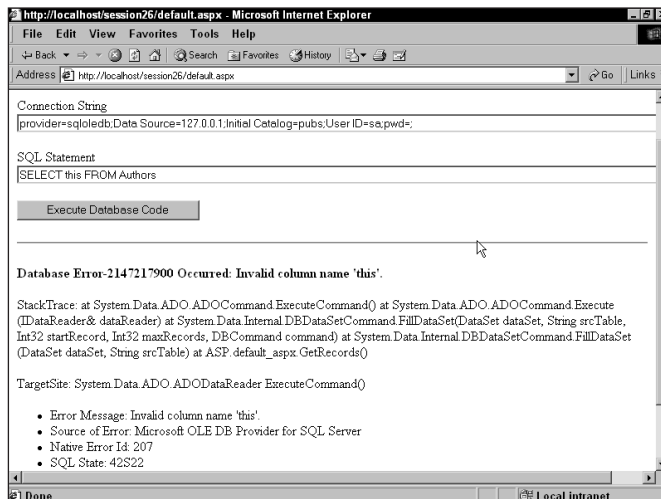 http://localhost/session26/default.aspx - Microsoft Internet Explorer
File Edit View Favorites Tools Help
Back Search Favorites History
Address http://localhost/session26/default.aspx Go Links
Connection String
provider=sqloledb;Data Source=127.0.0.1;Initial Catalog=pubs;User ID=sa;pwd=;
SQL Statement
SELECT this FROM Authors
Execute Database Code
Database Error-2147217900 Occurred: Invalid column name 'this'.
StackTrace: at System.Data.ADO.ADOCommand.ExecuteCommand() at System.Data.ADO.ADOCommand.Execute
(IDataReader& dataReader) at System.Data.Internal.DBDataSetCommand.FillDataSet(DataSet dataSet, String srcTable,
Int32 startRecord, Int32 maxRecords, DBCommand command) at System.Data.Internal.DBDataSetCommand.FillDataSet
(DataSet dataSet, String srcTable) at ASP.default_aspx.GetRecords()
TargetSite: System.Data.ADO.ADODataReader ExecuteCommand()
Error Message: Invalid column name 'this'.
Source of Error: Microsoft OLE DB Provider for SQL Server
Native Error Id: 207
SQL State: 42S22
Done Local intranet